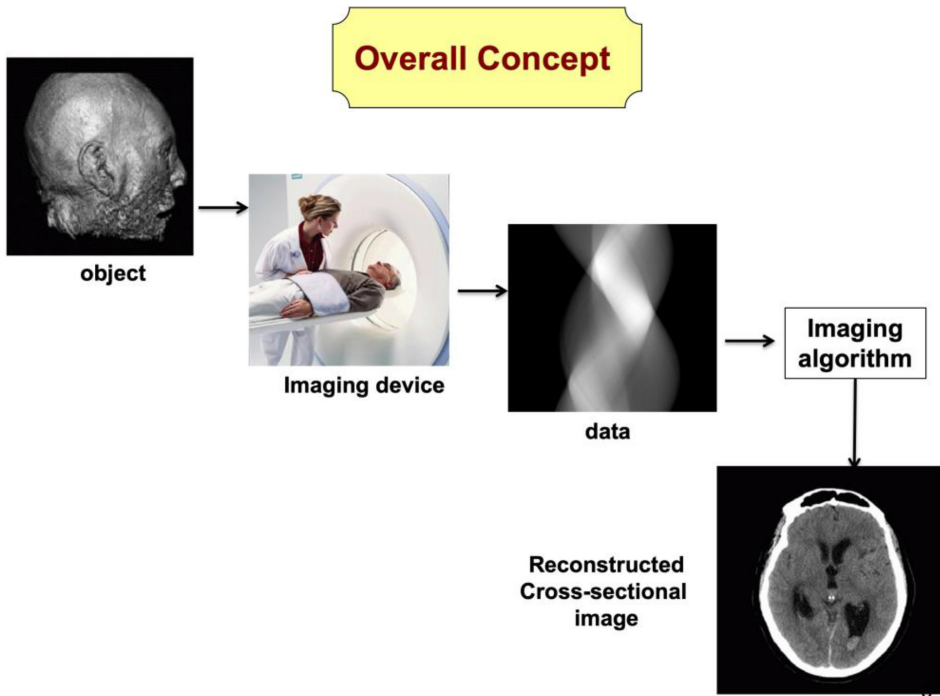 Overall Concept
object
Imaging device
data
Imaging
algorithm
Reconstructed
Cross-sectional
image